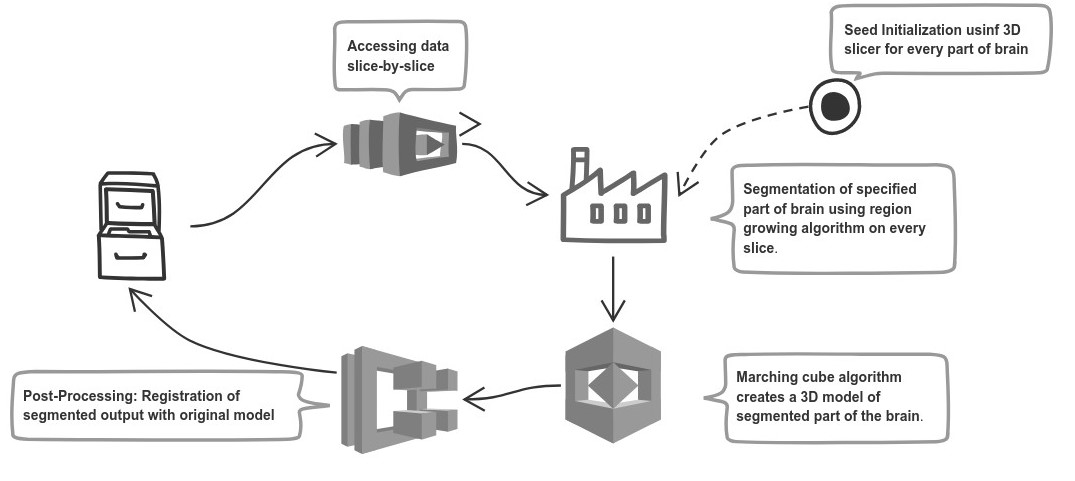 Accessing data
slice-by-slice
Seed Initialization usinf 3D
slicer for every part of brain
Segmentation of specified
part of brain using region
growing algorithm on every
slice.
Marching cube algorithm
creates a 3D model of
segmented part of the brain.
Post-Processing: Registration of
segmented output with original model